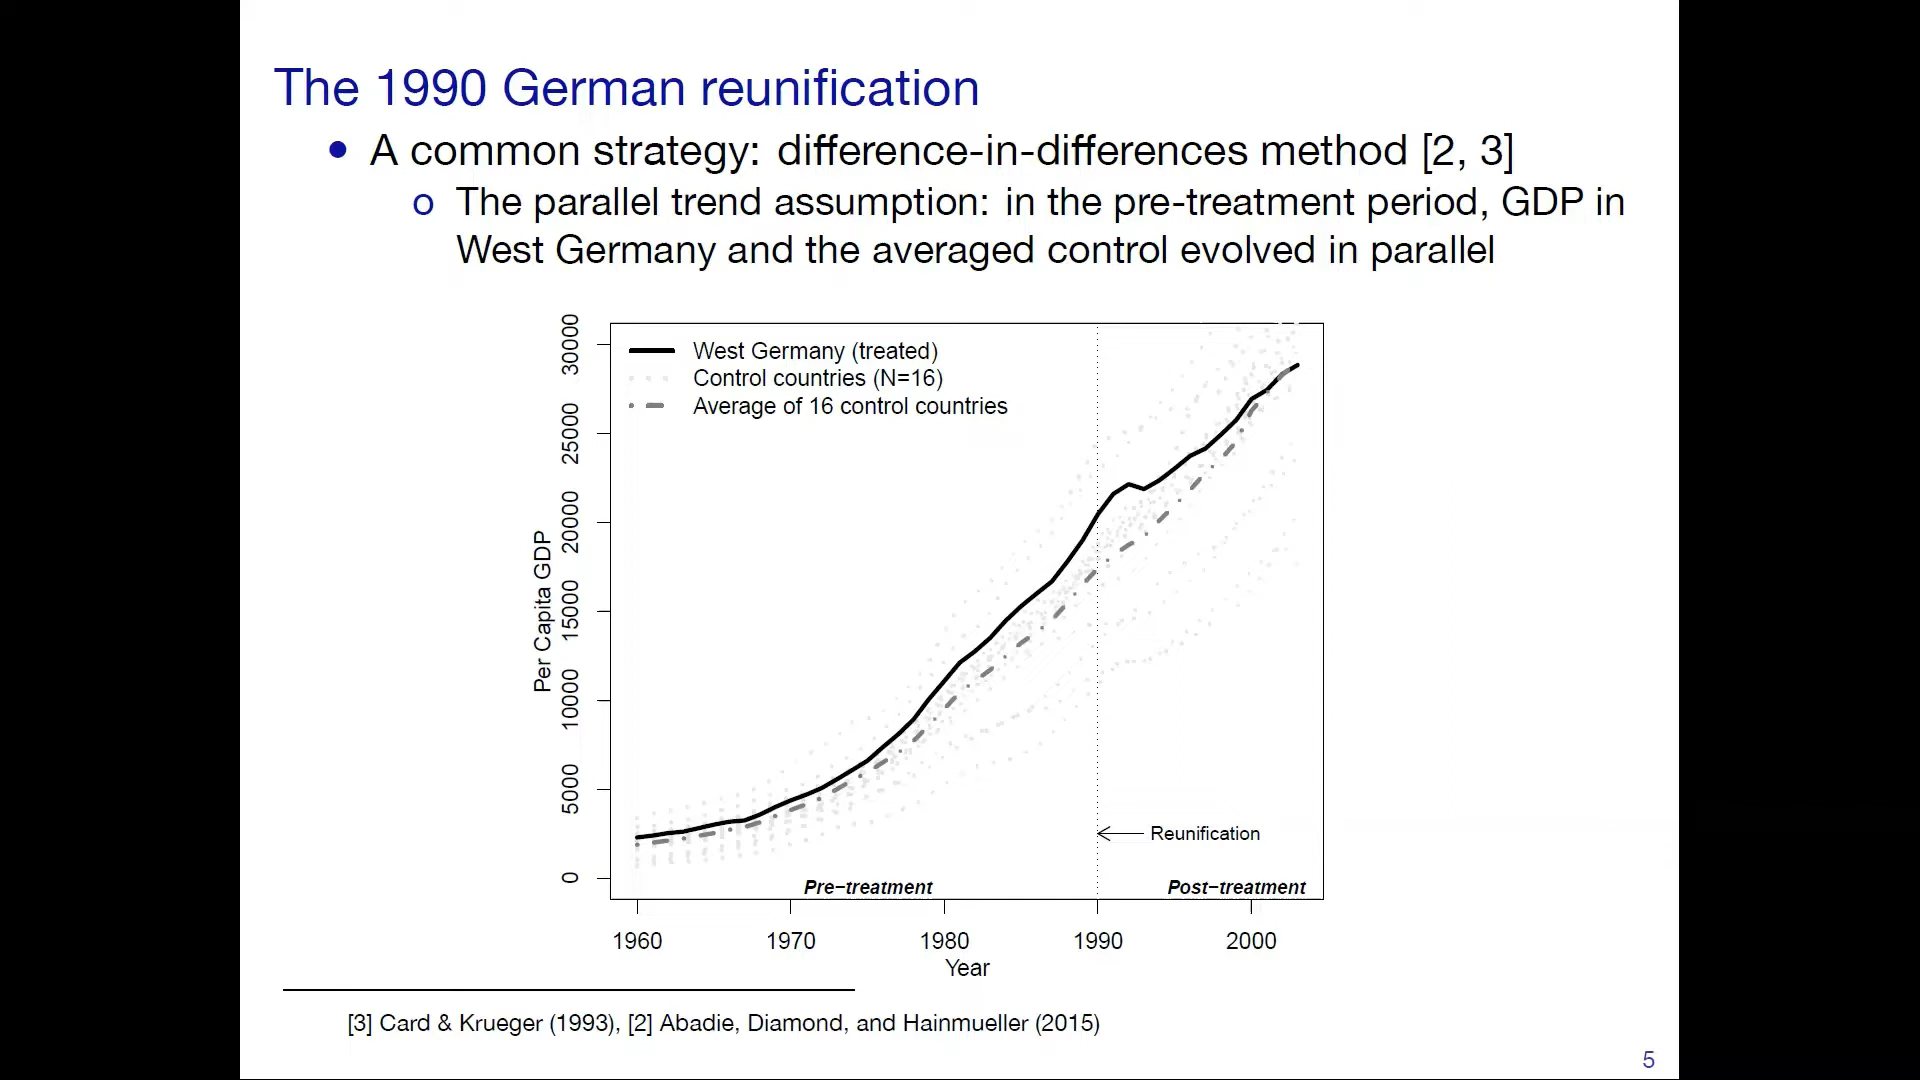 The 1990 German reunification
• A common strategy: difference-in-differences method [2, 3]
o The parallel trend assumption: in the pre-treatment period, GDP in
West Germany and the averaged control evolved in parallel
West Germany (treated)
Control countries (N=16)
Average of 16 control countries
Per Capita GDP
30000
25000
20000
15000
10000
5000
0
Reunification
Pre−treatment
Post−treatment
1960 1970 1980 1990 2000
Year
[3] Card & Krueger (1993), [2] Abadie, Diamond, and Hainmueller (2015)
5